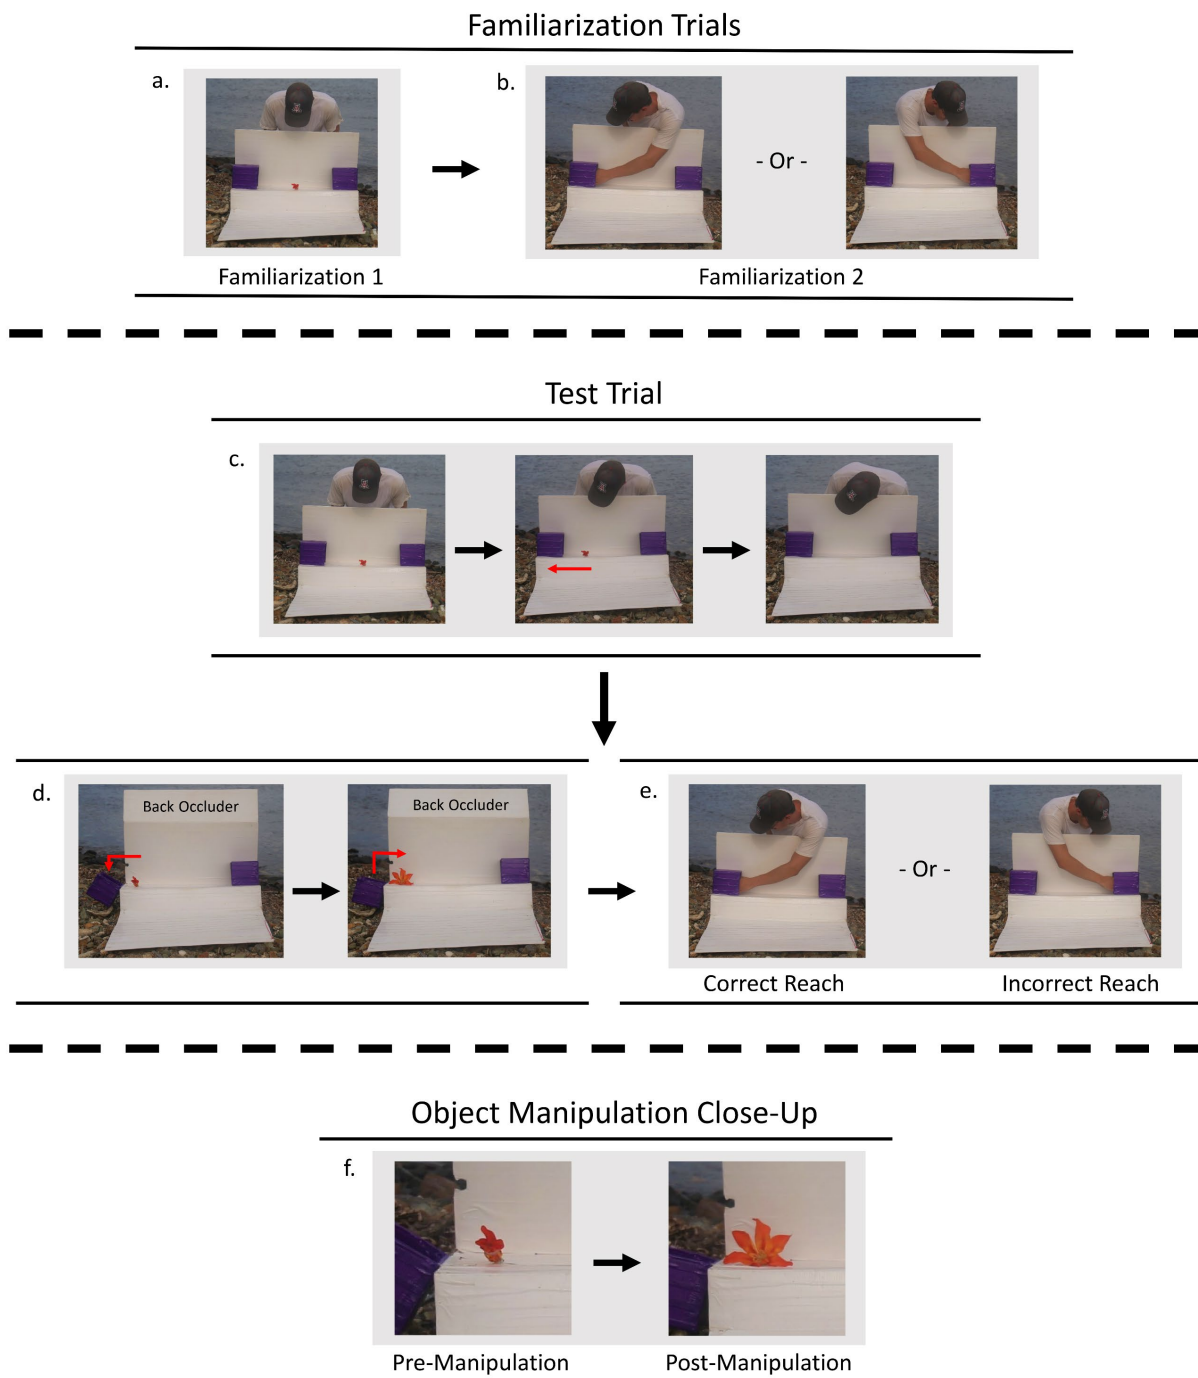 Familiarization Trials
a.
b.
- Or -
Familiarization 1
Familiarization 2
Test Trial
c.
d.
Back Occluder
Back Occluder
e.
- Or -
Correct Reach
Incorrect Reach
Object Manipulation Close-Up
f.
Pre-Manipulation
Post-Manipulation